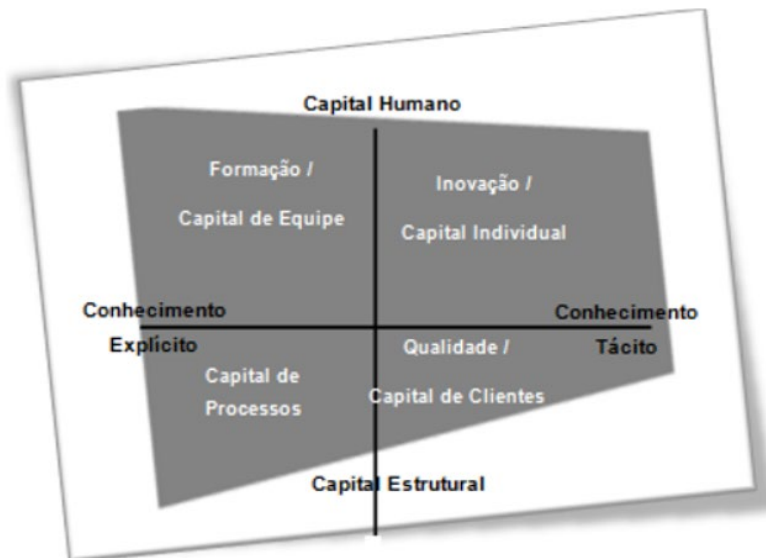 Capital Humano
Formação /
Capital de Equipe
Inovação /
Capital Individual
Conhecimento
Explícito
Conhecimento
Tácito
Capital de
Processos
Qualidade /
Capital de Clientes
Capital Estrutural